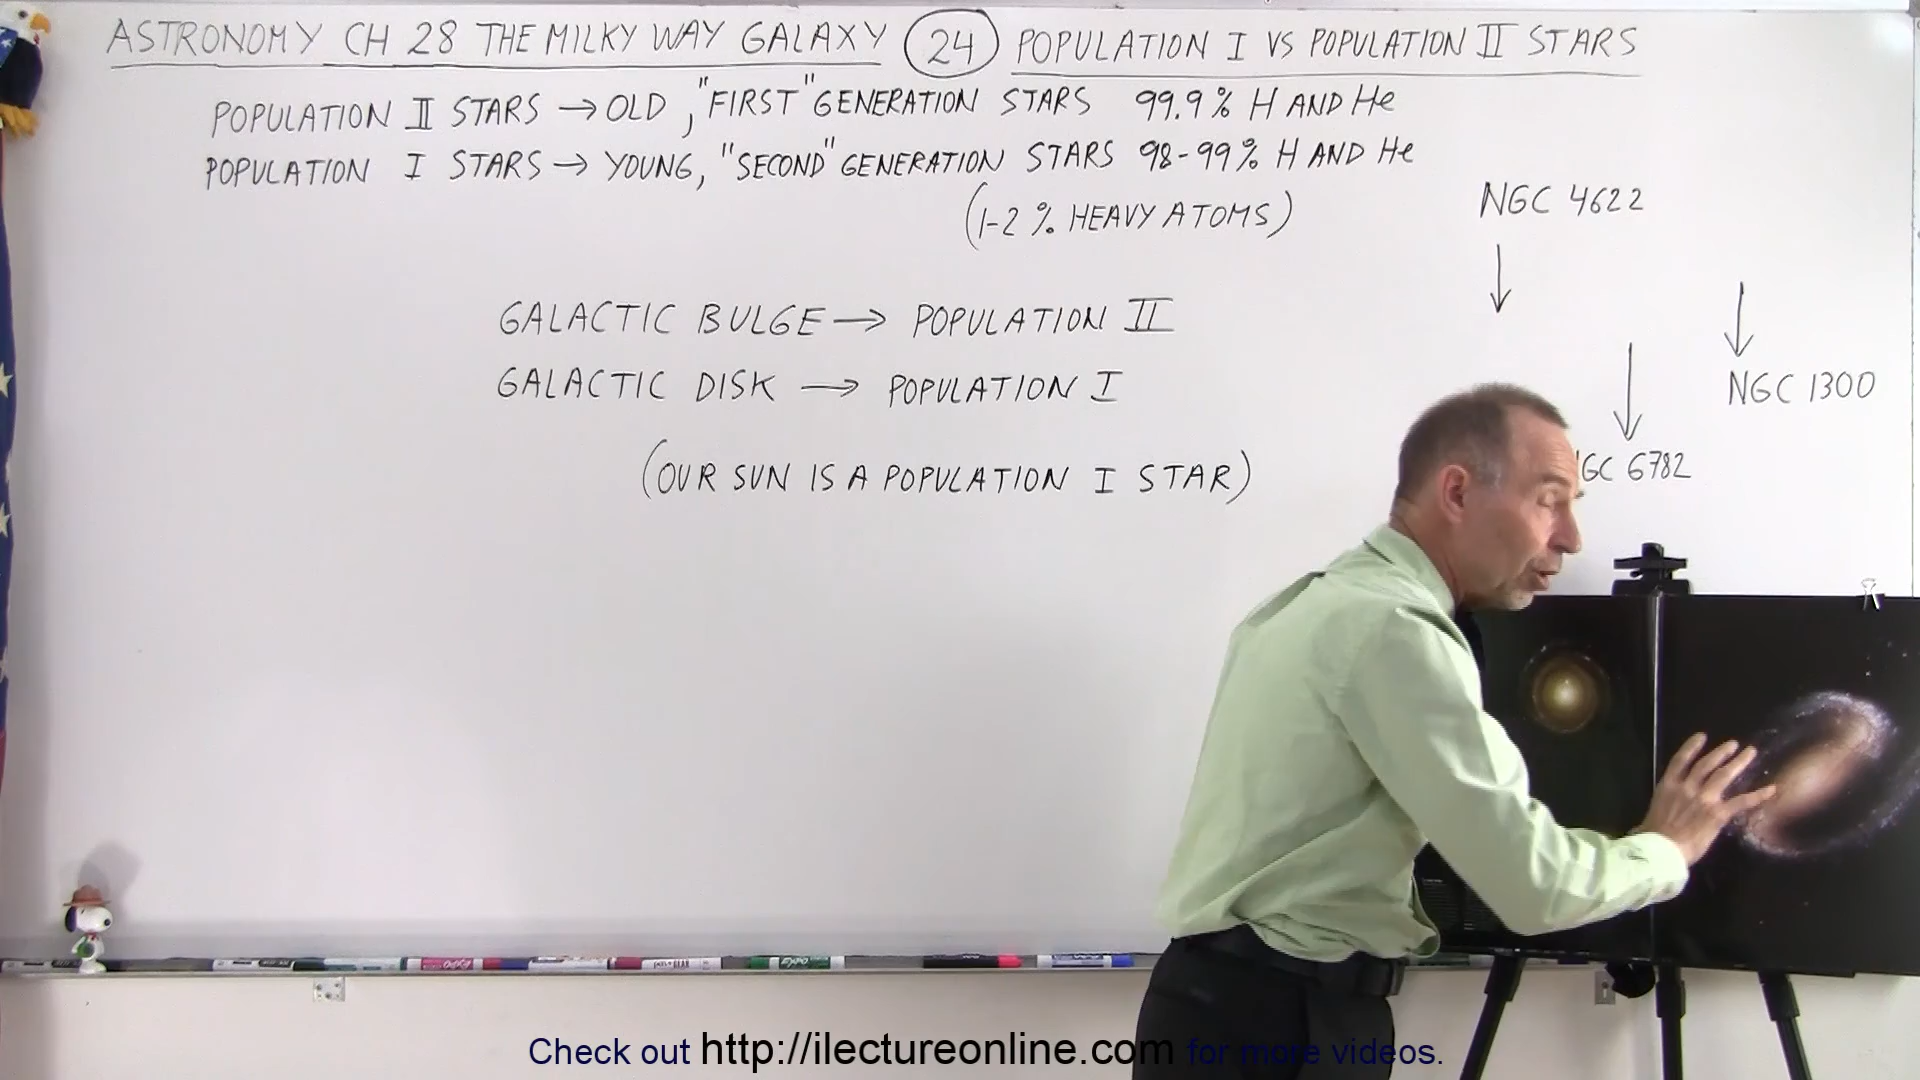 ASTRONOMY CH 28 THE MILKY WAY GALAXY 24 POPULATION I VS POPULATION II STARS
POPULATION II STARS → OLD, "FIRST" GENERATION STARS 99.9% H AND He
POPULATION I STARS → YOUNG, "SECOND" GENERATION STARS 98-99% H AND He
(1-2% HEAVY ATOMS)
NGC 4622
GALACTIC BULGE → POPULATION II
GALACTIC DISK → POPULATION I
NGC 1300
(OUR SUN IS A POPULATION I STAR)
GC 6782
Check out http://ilectureonline.com for more videos.